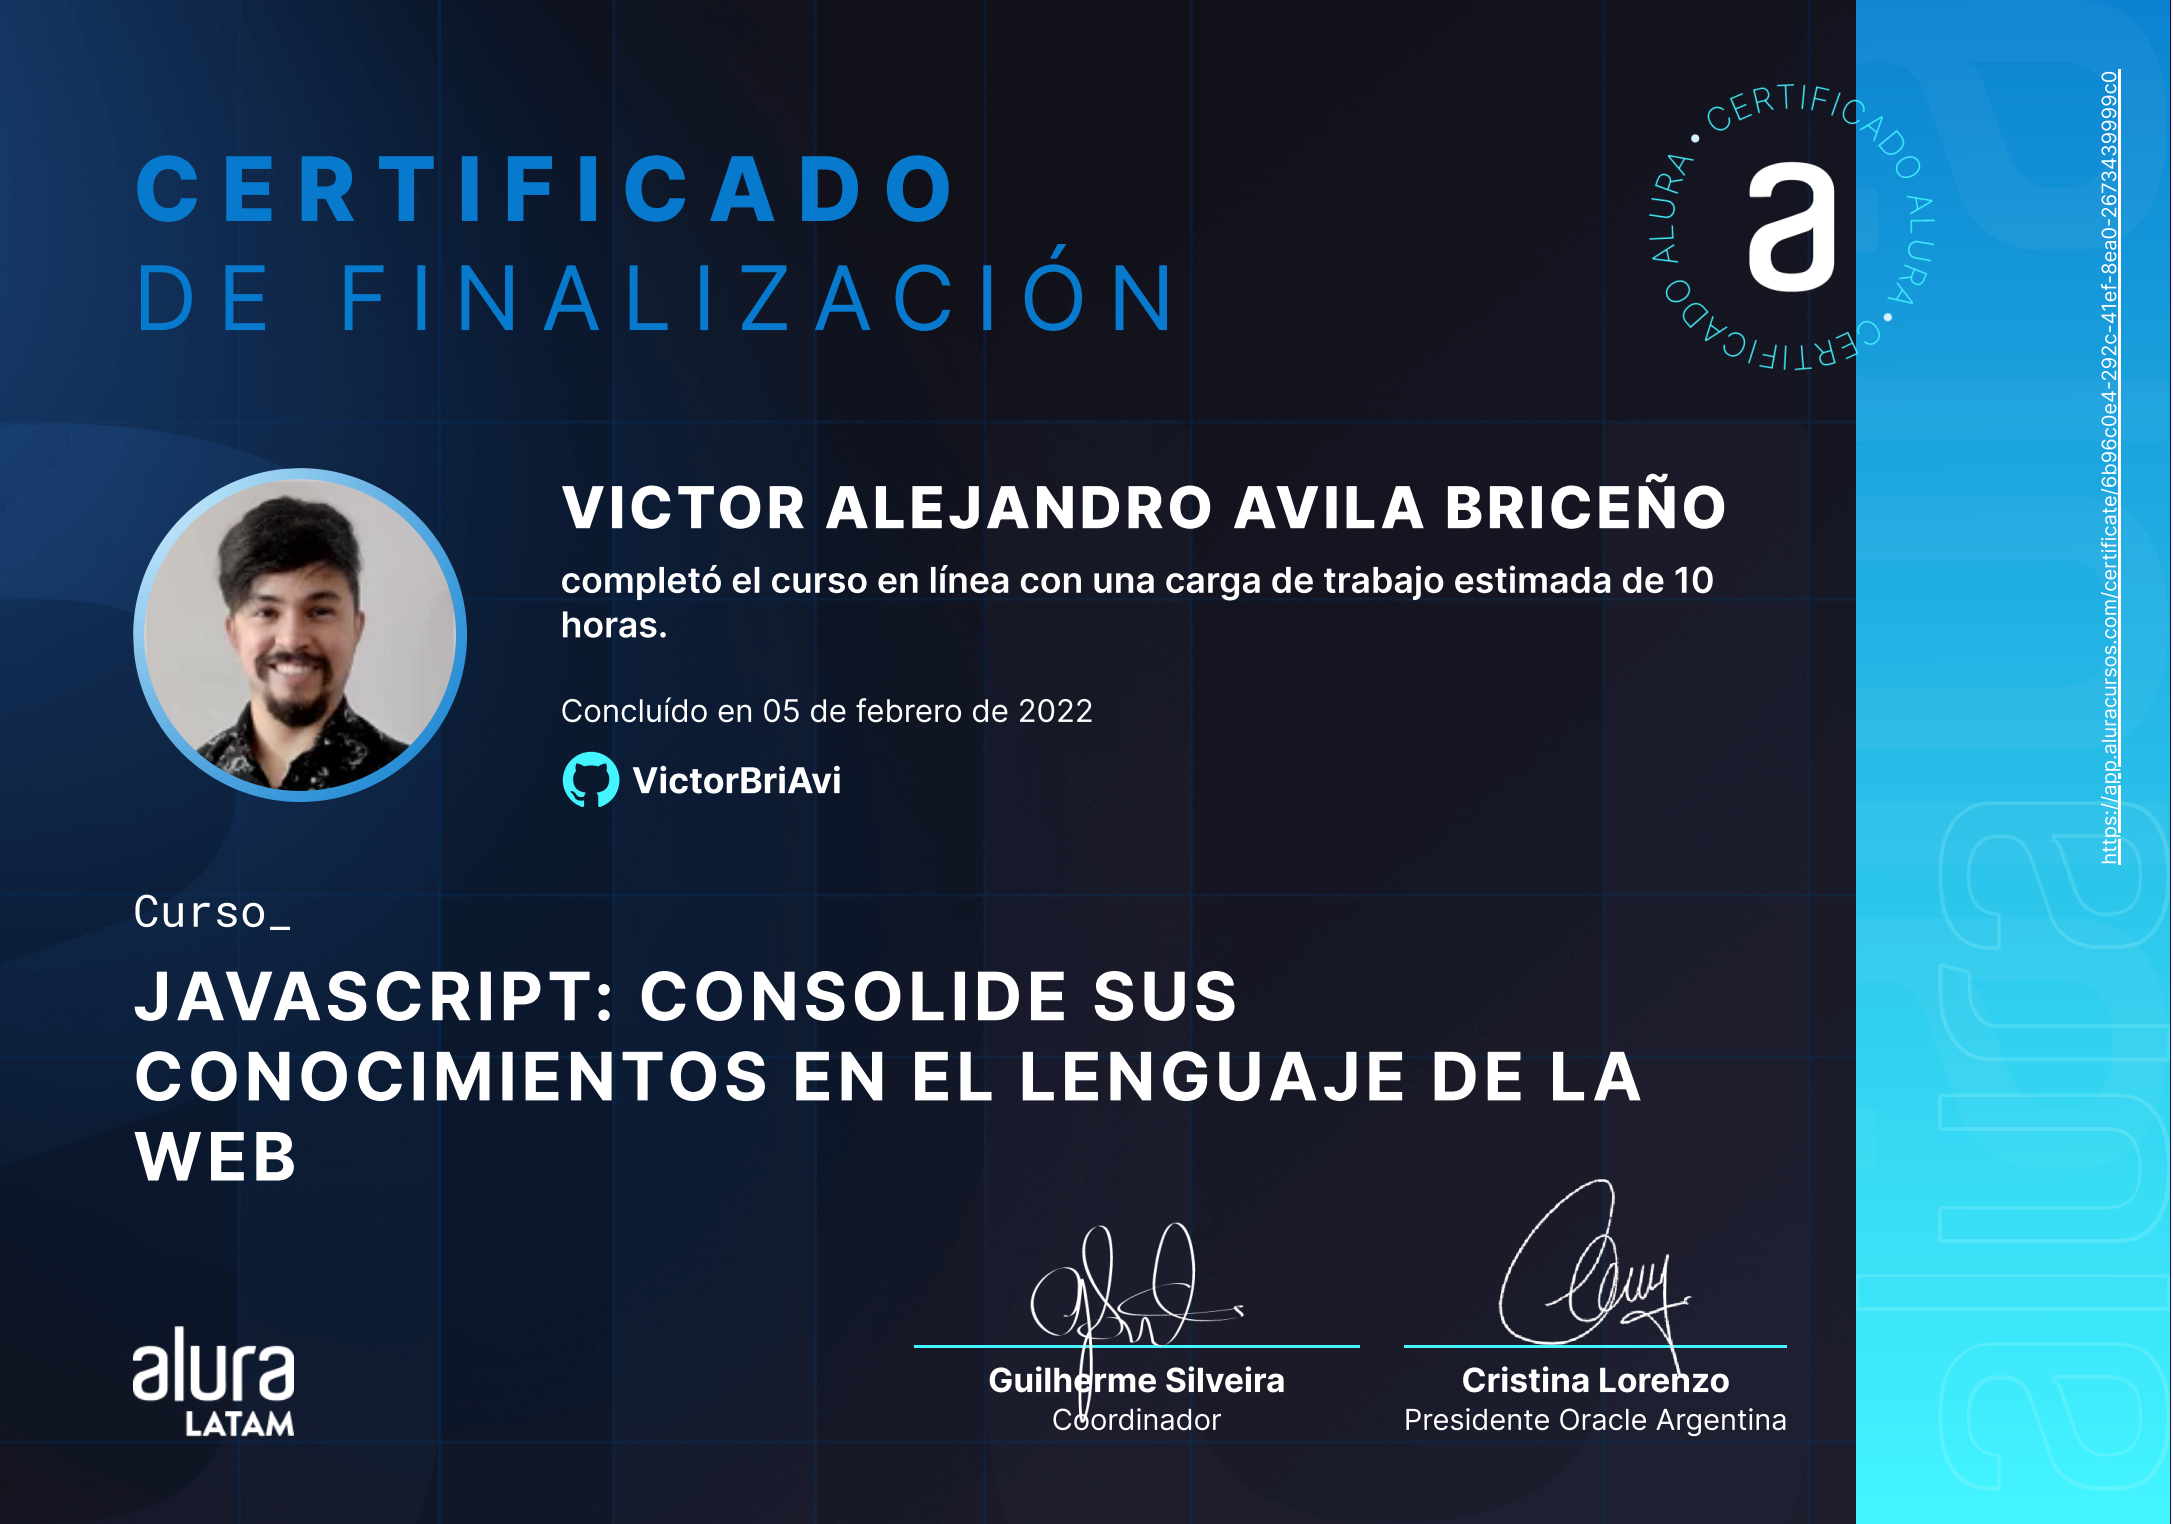 CERTIFICADO
DE FINALIZACIÓN
• CERTIFICADO ALURA • CERTIFICADO ALURA
a
https://app.aluracursos.com/certificate/6b96c0e4-292c-41ef-8ea0-2673439999c0
VICTOR ALEJANDRO AVILA BRICEÑO
completó el curso en línea con una carga de trabajo estimada de 10
horas.
Concluído en 05 de febrero de 2022
VictorBriAvi
Curso_
JAVASCRIPT: CONSOLIDE SUS
CONOCIMIENTOS EN EL LENGUAJE DE LA
WEB
alura
LATAM
Guilherme Silveira
Coordinador
Cristina Lorenzo
Presidente Oracle Argentina
alura